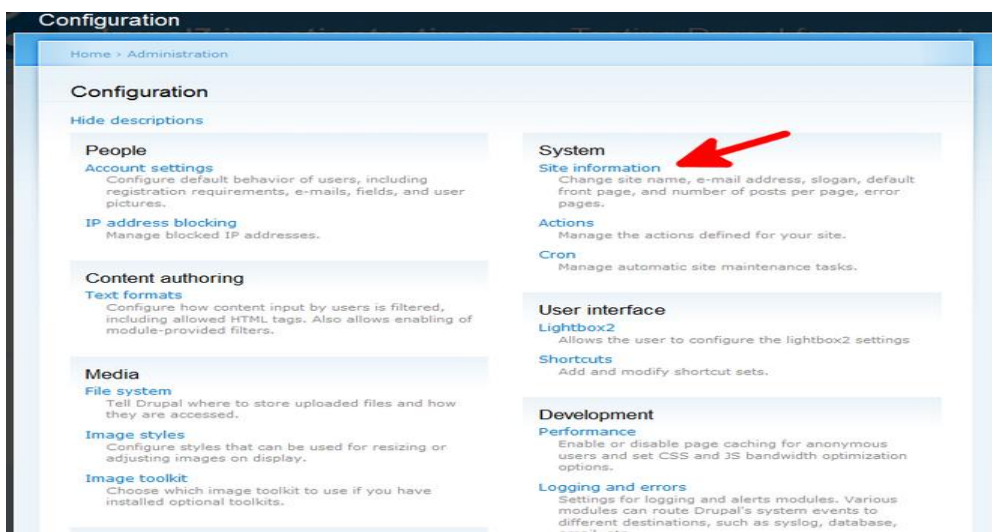 Configuration
Home › Administration
Configuration
Hide descriptions
People
Account settings
Configure default behavior of users, including
registration requirements, e-mails, fields, and user
pictures.
IP address blocking
Manage blocked IP addresses.
Content authoring
Text formats
Configure how content input by users is filtered,
including allowed HTML tags. Also allows enabling of
module-provided filters.
Media
File system
Tell Drupal where to store uploaded files and how
they are accessed.
Image styles
Configure styles that can be used for resizing or
adjusting images on display.
Image toolkit
Choose which image toolkit to use if you have
installed optional toolkits.
System
Site information
Change site name, e-mail address, slogan, default
front page, and number of posts per page, error
pages.
Actions
Manage the actions defined for your site.
Cron
Manage automatic site maintenance tasks.
User interface
Lightbox2
Allows the user to configure the lightbox2 settings
Shortcuts
Add and modify shortcut sets.
Development
Performance
Enable or disable page caching for anonymous
users and set CSS and JS bandwidth optimization
options.
Logging and errors
Settings for logging and alerts modules. Various
modules can route Drupal's system events to
different destinations, such as syslog, database,